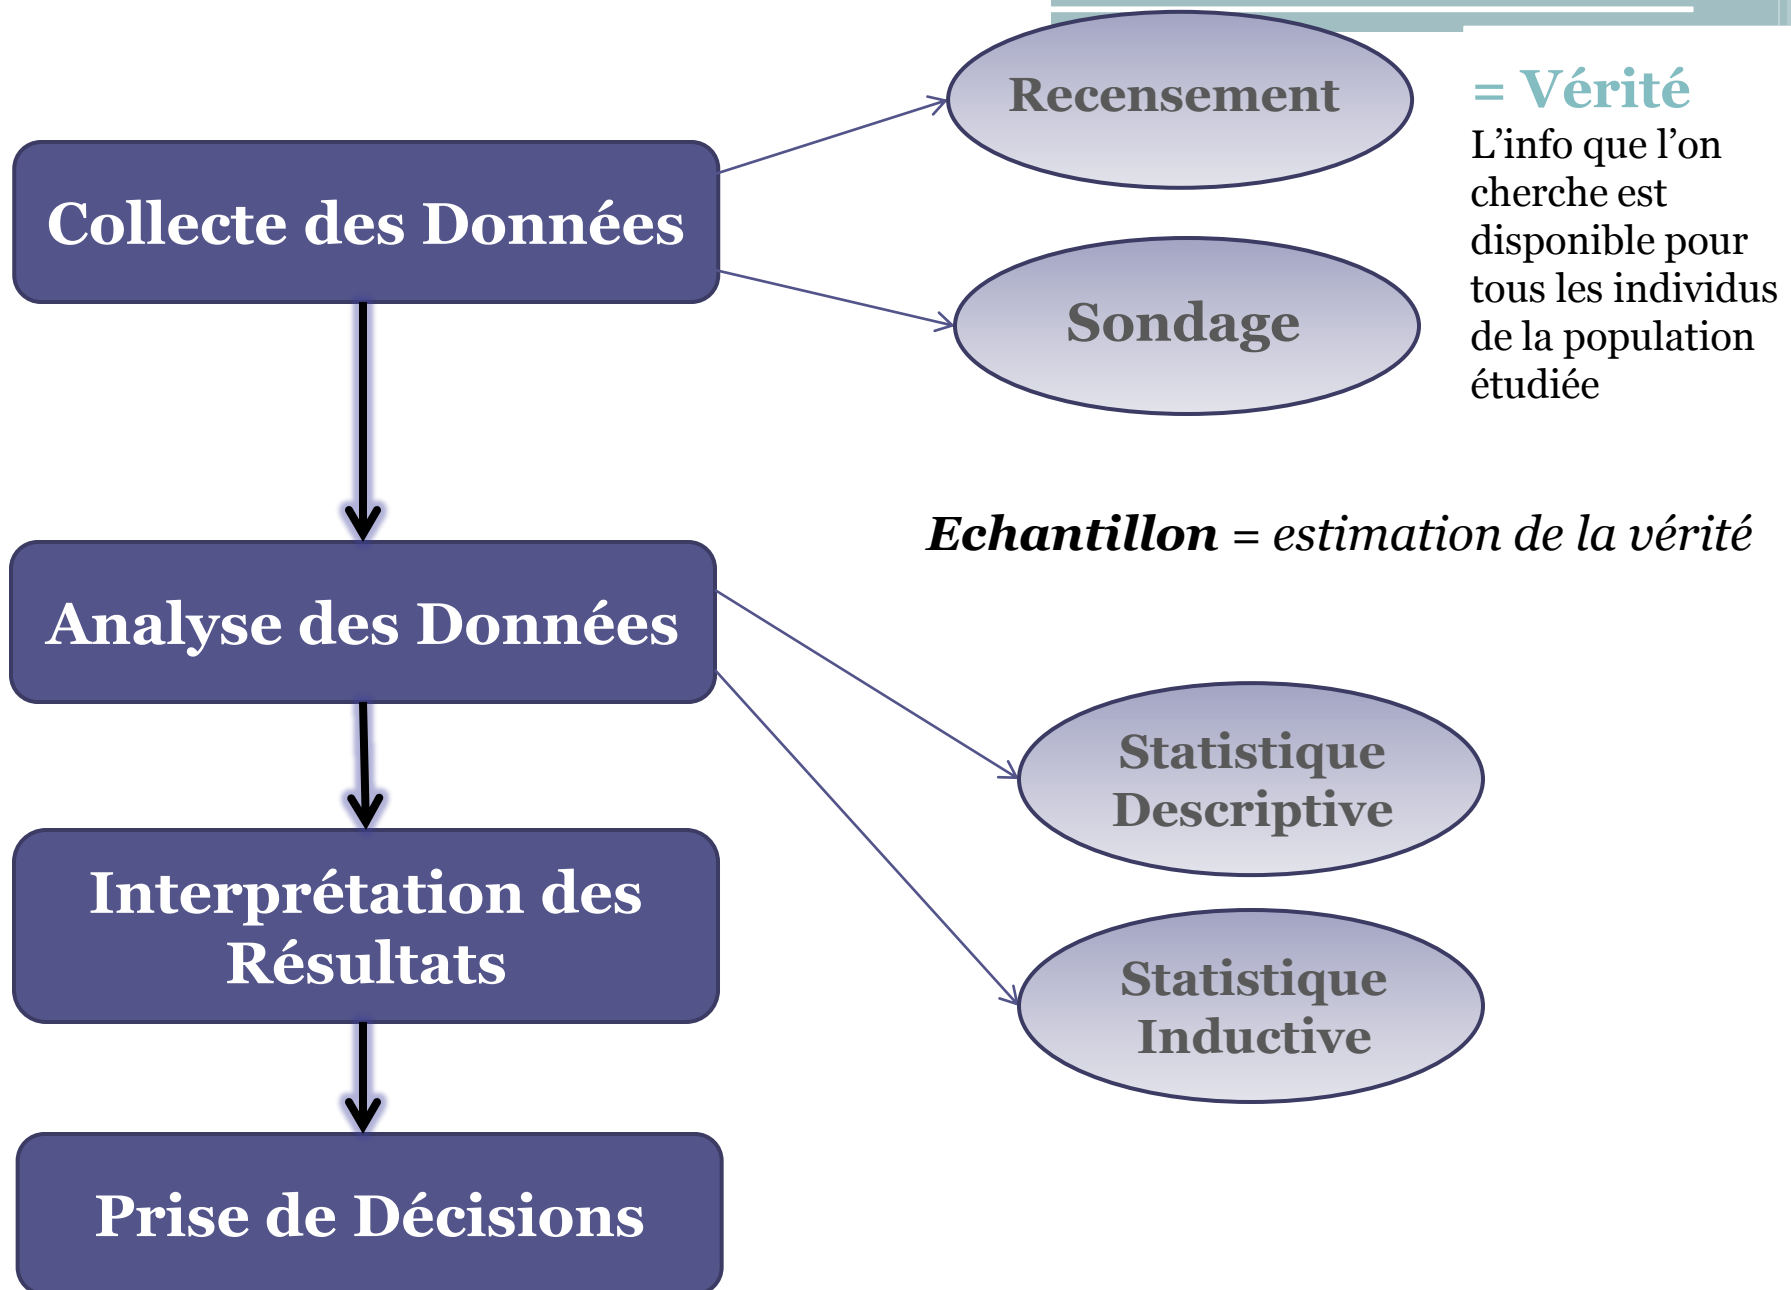 Recensement
= Vérité
L’info que l’on
cherche est
disponible pour
tous les individus
de la population
étudiée
Collecte des Données
Sondage
Echantillon = estimation de la vérité
Analyse des Données
Statistique
Descriptive
Interprétation des
Résultats
Statistique
Inductive
Prise de Décisions